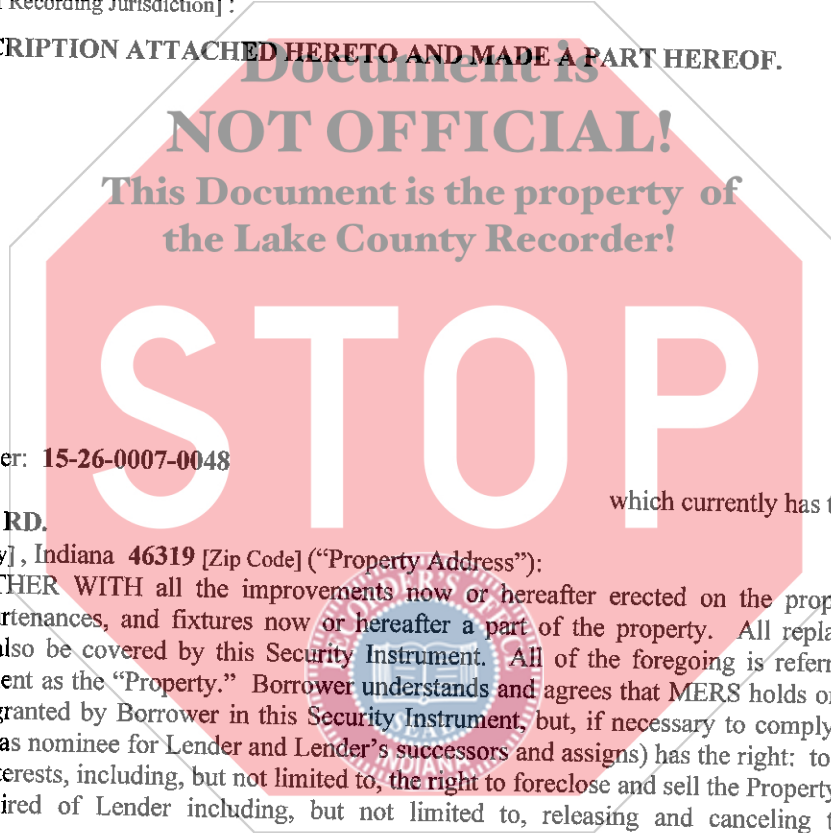 Recording Jurisdiction] :
CRIPTION ATTACHED HERETO AND MADE A PART HEREOF.
Document is
NOT OFFICIAL!
This Document is the property of
the Lake County Recorder!
STOP
er: 15-26-0007-0048
which currently has t
RD.
y] , Indiana 46319 [Zip Code] (“Property Address”):
THER WITH all the improvements now or hereafter erected on the prop
rtenances, and fixtures now or hereafter a part of the property. All repla
also be covered by this Security Instrument. All of the foregoing is referr
ent as the “Property.” Borrower understands and agrees that MERS holds or
granted by Borrower in this Security Instrument, but, if necessary to comply
as nominee for Lender and Lender’s successors and assigns) has the right: to
terests, including, but not limited to, the right to foreclose and sell the Property
ired of Lender including, but not limited to, releasing and canceling t
RECORDER'S OFFICE
SEAL
INDIANA